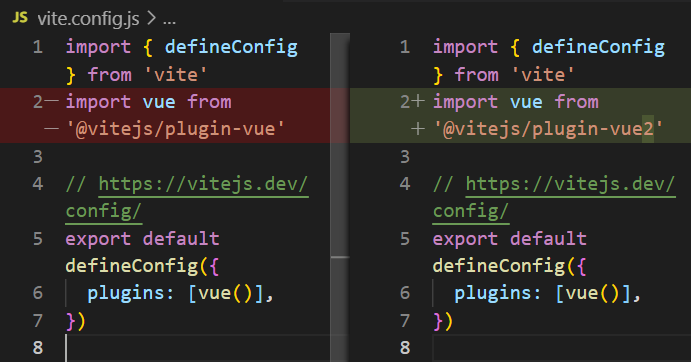 JS vite.config.js > ...
1 import { defineConfig
} from 'vite'
2— import vue from
— '@vitejs/plugin-vue'
3
4 // https://vitejs.dev/
config/
5 export default
defineConfig({
6 plugins: [vue()],
7 })
8
1 import { defineConfig
} from 'vite'
2+ import vue from
+ '@vitejs/plugin-vue2'
3
4 // https://vitejs.dev/
config/
5 export default
defineConfig({
6 plugins: [vue()],
7 })
8